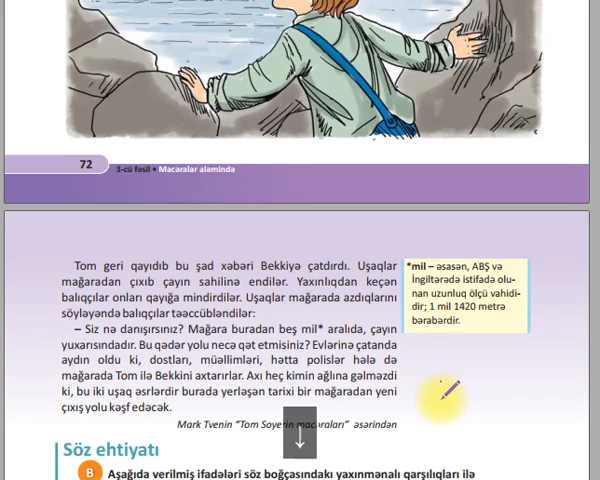 72
3-cü fəsil • Macəralar aləmində
Tom geri qayıdıb bu şad xəbəri Bekkiyə çatdırdı. Uşaqlar
mağaradan çıxıb çayın sahilinə endilər. Yaxınlıqdan keçən
balıqçılar onları qayığa mindirdilər. Uşaqlar mağarada azdıqlarını
söyləyəndə balıqçılar təəccübləndilər:
– Siz nə danışırsınız? Mağara buradan beş mil* aralıda, çayın
yuxarısındadır. Bu qədər yolu necə qət etmisiniz? Evlərinə çatanda
aydın oldu ki, dostları, müəllimləri, hətta polislər hələ də
mağarada Tom ilə Bekkini axtarırlar. Axı heç kimin ağlına gəlməzdi
ki, bu iki uşaq əsrlərdir burada yerləşən tarixi bir mağaradan yeni
çıxış yolu kəşf edəcək.
Mark Tvenin “Tom Soyerin macəraları” əsərindən
*mil – əsasən, ABŞ və
İngiltərədə istifadə olu-
nan uzunluq ölçü vahidi-
dir; 1 mil 1420 metrə
bərabərdir.
Söz ehtiyatı
B Aşağıda verilmiş ifadələri söz boğçasındakı yaxınmənalı qarşılıqları ilə